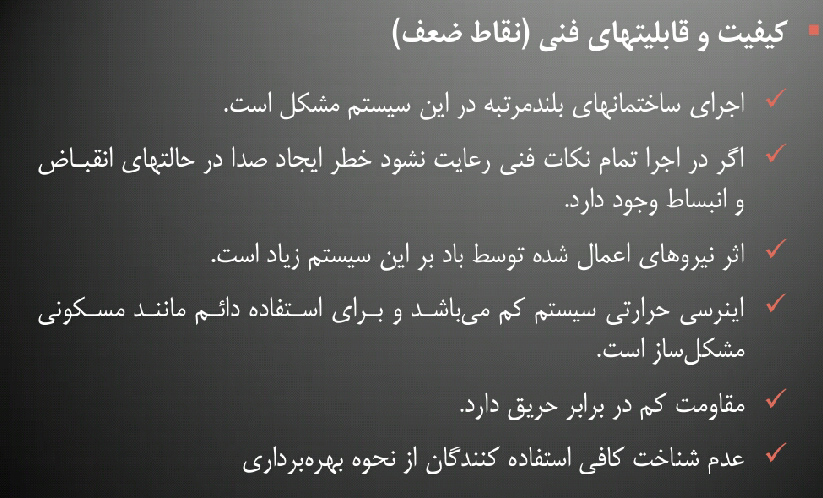 کیفیت و قابلیتهای فنی (نقاط ضعف)
اجرای ساختمانهای بلندمرتبه در این سیستم مشکل است.
اگر در اجرا تمام نکات فنی رعایت نشود خطر ایجاد صدا در حالتهای انقباض
و انبساط وجود دارد.
اثر نیروهای اعمال شده توسط باد بر این سیستم زیاد است.
اینرسی حرارتی سیستم کم می‌باشد و برای استفاده دائم مانند مسکونی
مشکل‌ساز است.
مقاومت کم در برابر حریق دارد.
عدم شناخت کافی استفاده کنندگان از نحوه بهره‌برداری